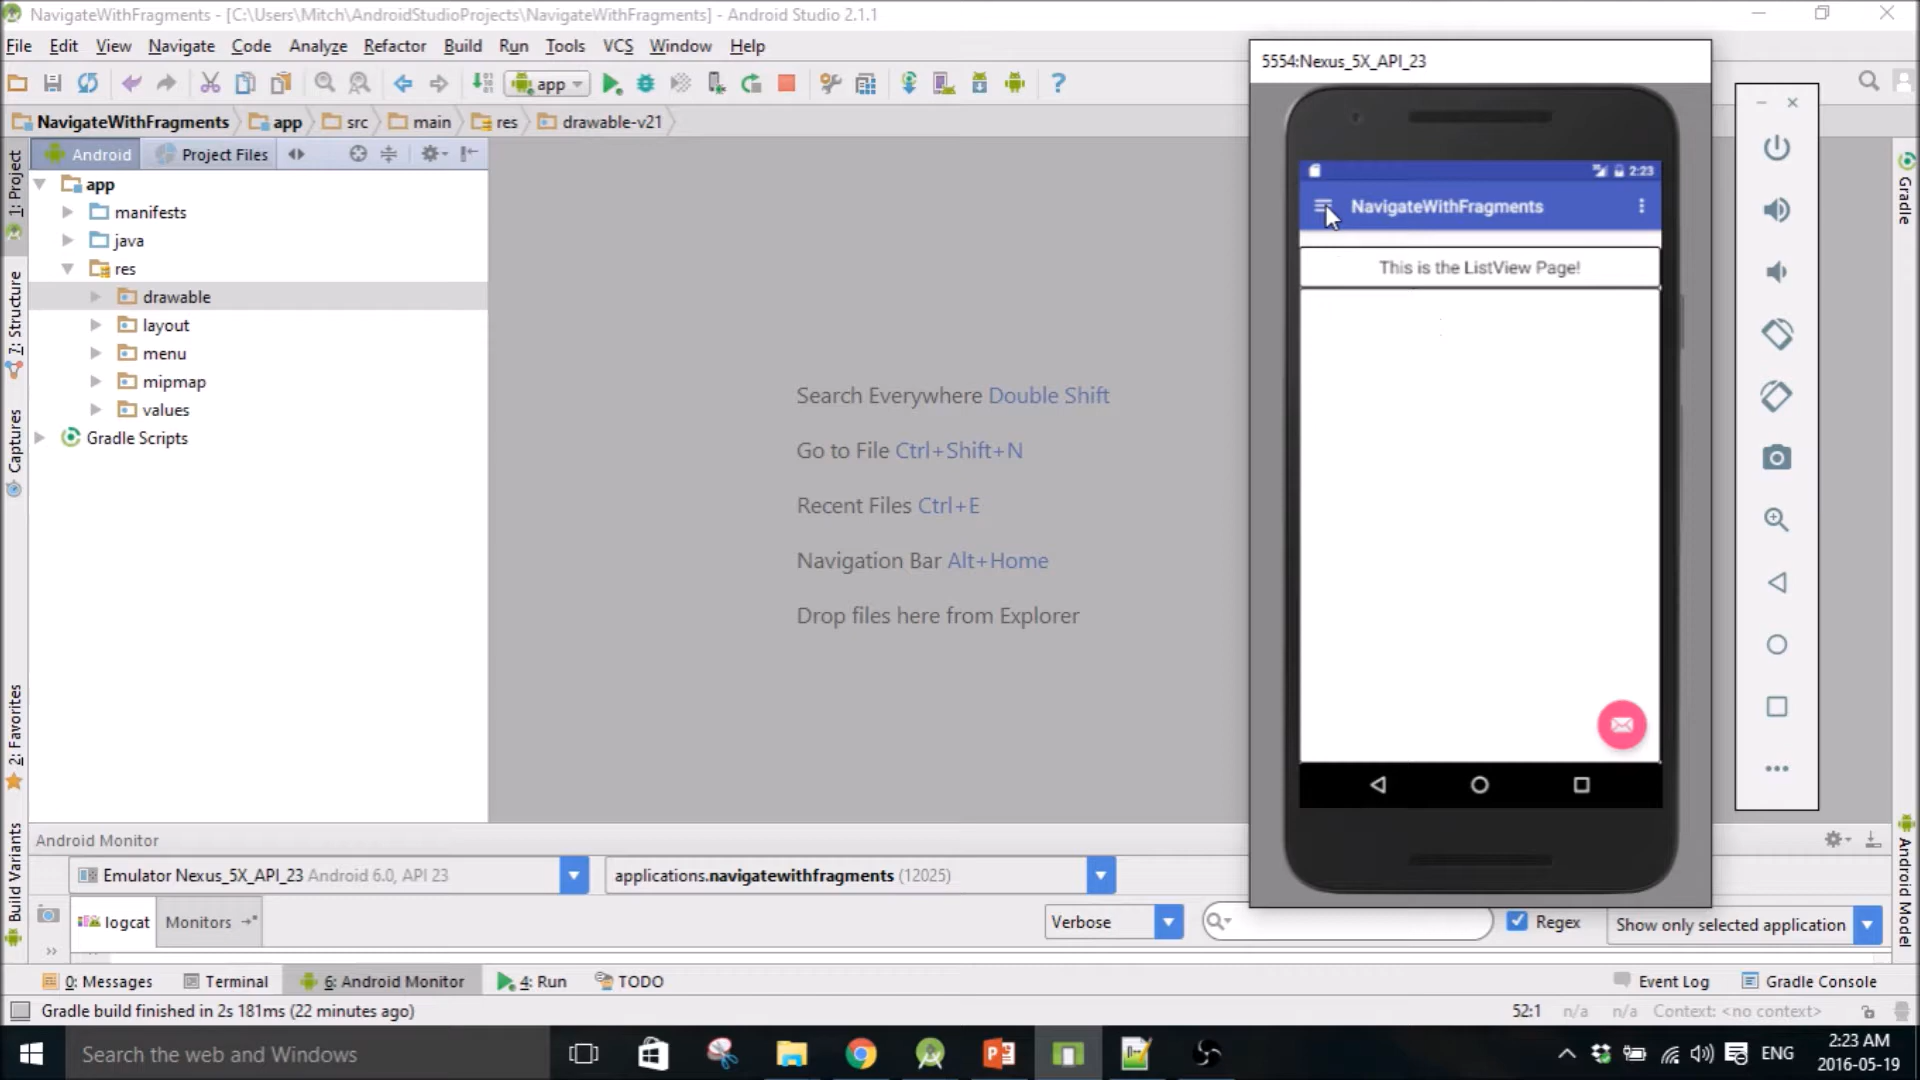 NavigateWithFragments - [C:\Users\Mitch\AndroidStudioProjects\NavigateWithFragments] - Android Studio 2.1.1
File Edit View Navigate Code Analyze Refactor Build Run Tools VCS Window Help
app
NavigateWithFragments app src main res drawable-v21
Android Project Files
1: Project
7: Structure
Captures
2: Favorites
Build Variants
app
manifests
java
res
drawable
layout
menu
mipmap
values
Gradle Scripts
Search Everywhere Double Shift
Go to File Ctrl+Shift+N
Recent Files Ctrl+E
Navigation Bar Alt+Home
Drop files here from Explorer
5554:Nexus_5X_API_23
2:23
NavigateWithFragments
This is the ListView Page!
Gradle
Android Model
Android Monitor
Emulator Nexus_5X_API_23 Android 6.0, API 23
applications.navigatewithfragments (12025)
logcat Monitors
Verbose
Regex
Show only selected application
0: Messages Terminal 6: Android Monitor 4: Run TODO
Event Log Gradle Console
Gradle build finished in 2s 181ms (22 minutes ago)
52:1 n/a n/a Context: <no context>
Search the web and Windows
ENG
2:23 AM
2016-05-19